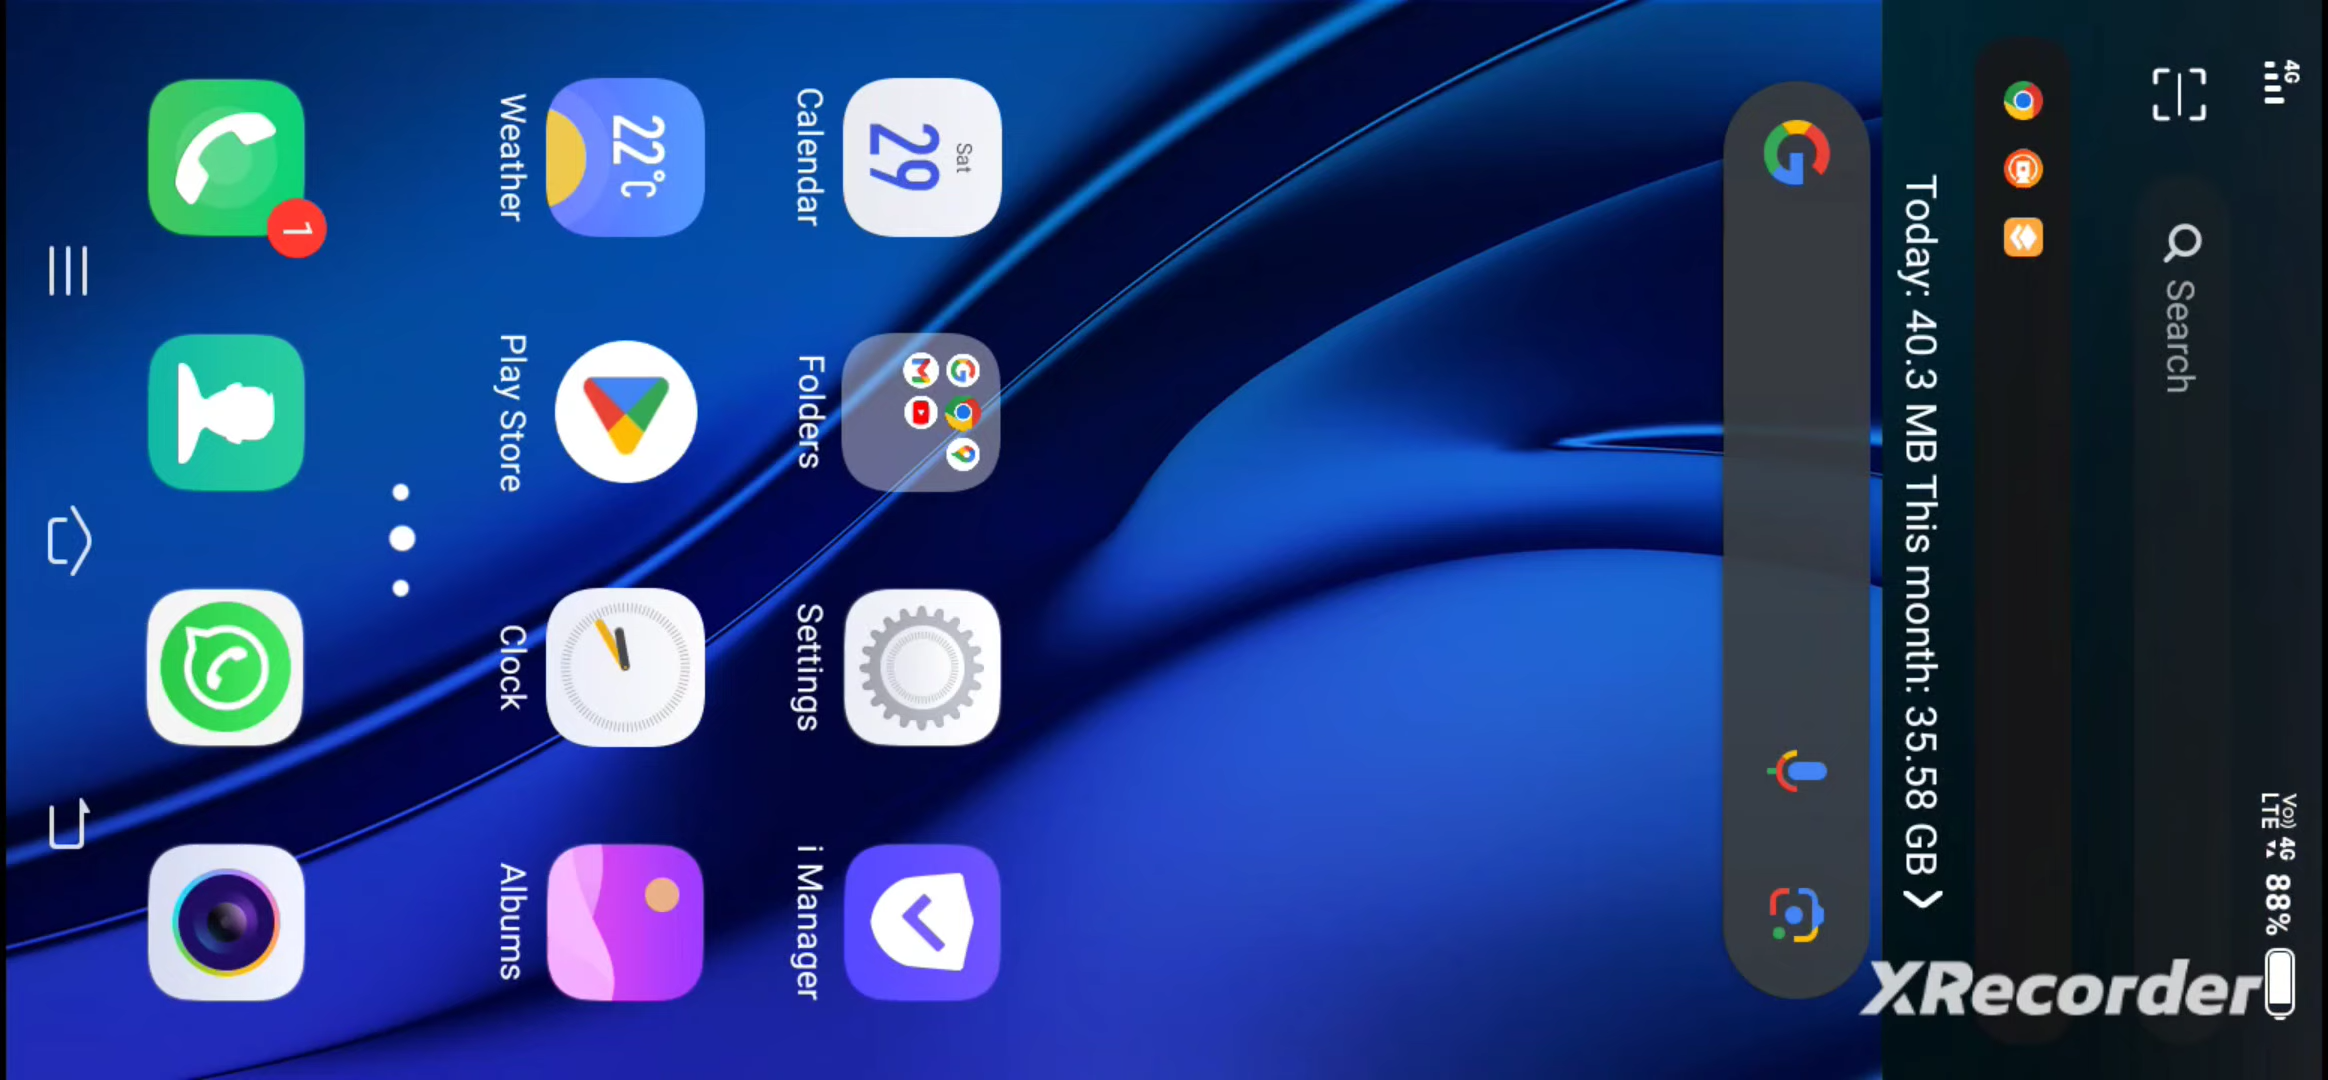 4G
Vo)) LTE 4G 88%
Search
Today: 40.3 MB This month: 35.58 GB
Sat
29
Calendar
Folders
Settings
i Manager
22°C
Weather
Play Store
Clock
Albums
1
XRecorder